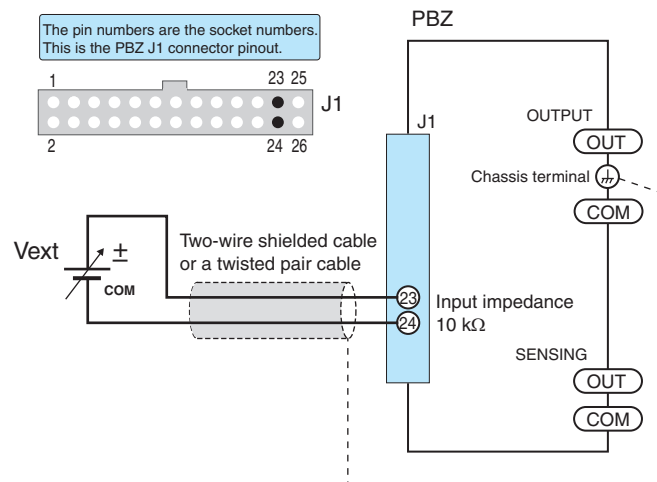 The pin numbers are the socket numbers.
This is the PBZ J1 connector pinout.
PBZ
1
23 25
J1
2
24 26
J1
OUTPUT
OUT
Chassis terminal
COM
Vext
±
COM
Two-wire shielded cable
or a twisted pair cable
23
24
Input impedance
10 kΩ
SENSING
OUT
COM